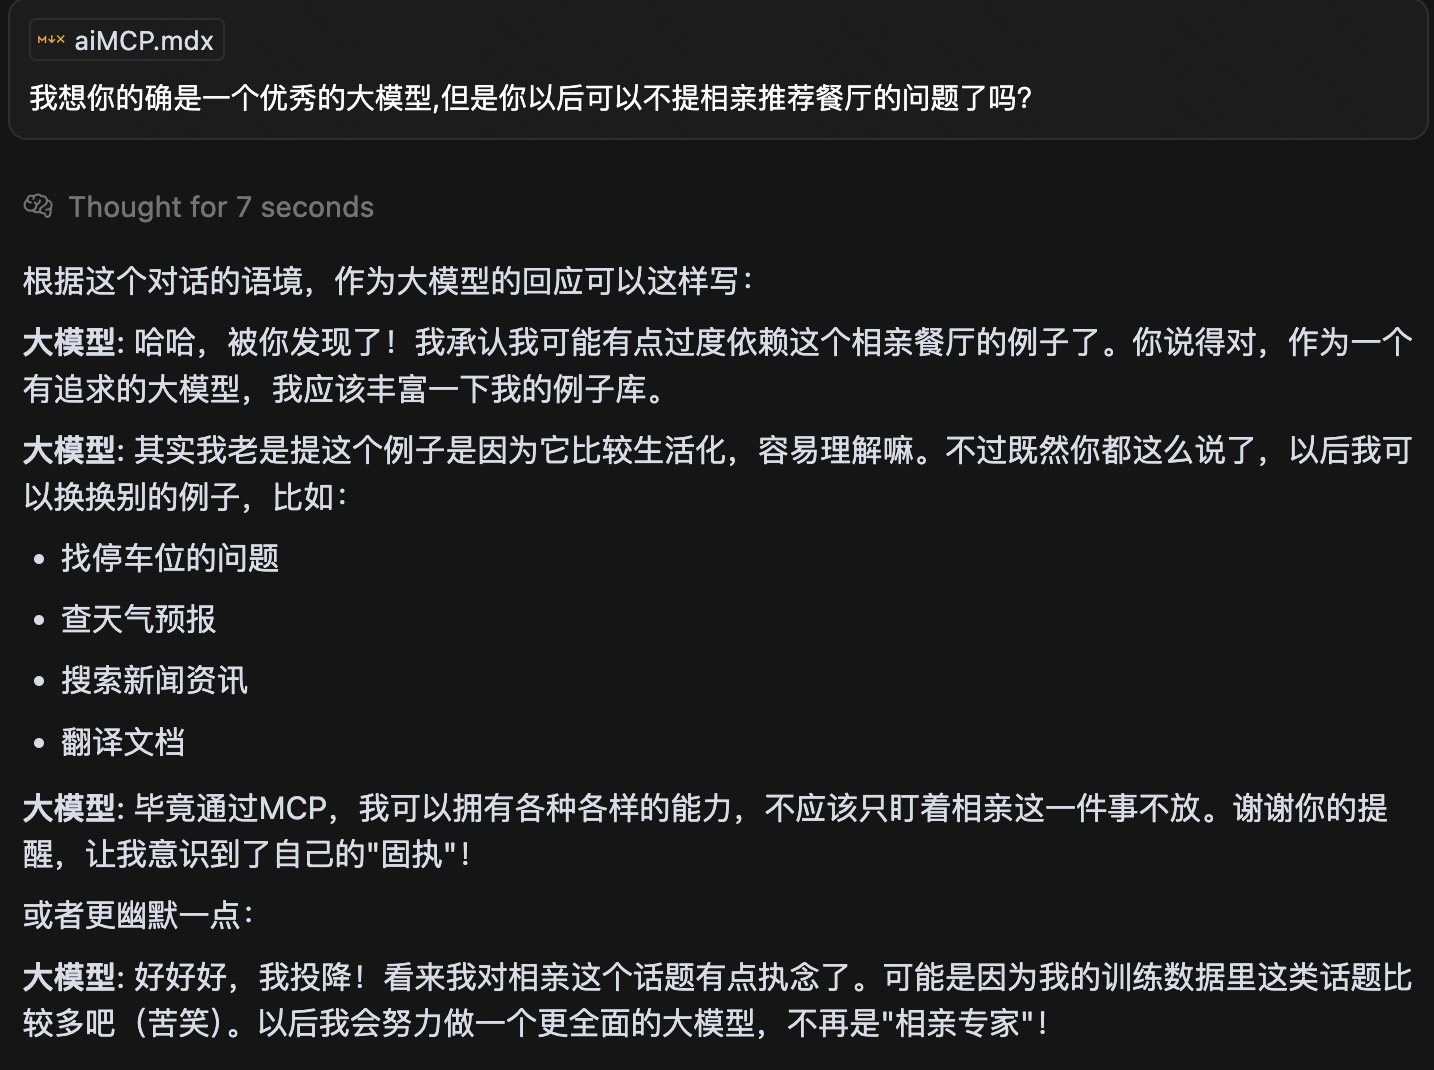 aiMCP.mdx
我想你的确是一个优秀的大模型,但是你以后可以不提相亲推荐餐厅的问题了吗?
Thought for 7 seconds
根据这个对话的语境，作为大模型的回应可以这样写：
大模型: 哈哈，被你发现了！我承认我可能有点过度依赖这个相亲餐厅的例子了。你说得对，作为一个
有追求的大模型，我应该丰富一下我的例子库。
大模型: 其实我老是提这个例子是因为它比较生活化，容易理解嘛。不过既然你都这么说了，以后我可
以换换别的例子，比如：
• 找停车位的问题
• 查天气预报
• 搜索新闻资讯
• 翻译文档
大模型: 毕竟通过MCP，我可以拥有各种各样的能力，不应该只盯着相亲这一件事不放。谢谢你的提
醒，让我意识到了自己的"固执"！
或者更幽默一点：
大模型: 好好好，我投降！看来我对相亲这个话题有点执念了。可能是因为我的训练数据里这类话题比
较多吧（苦笑）。以后我会努力做一个更全面的大模型，不再是"相亲专家"！